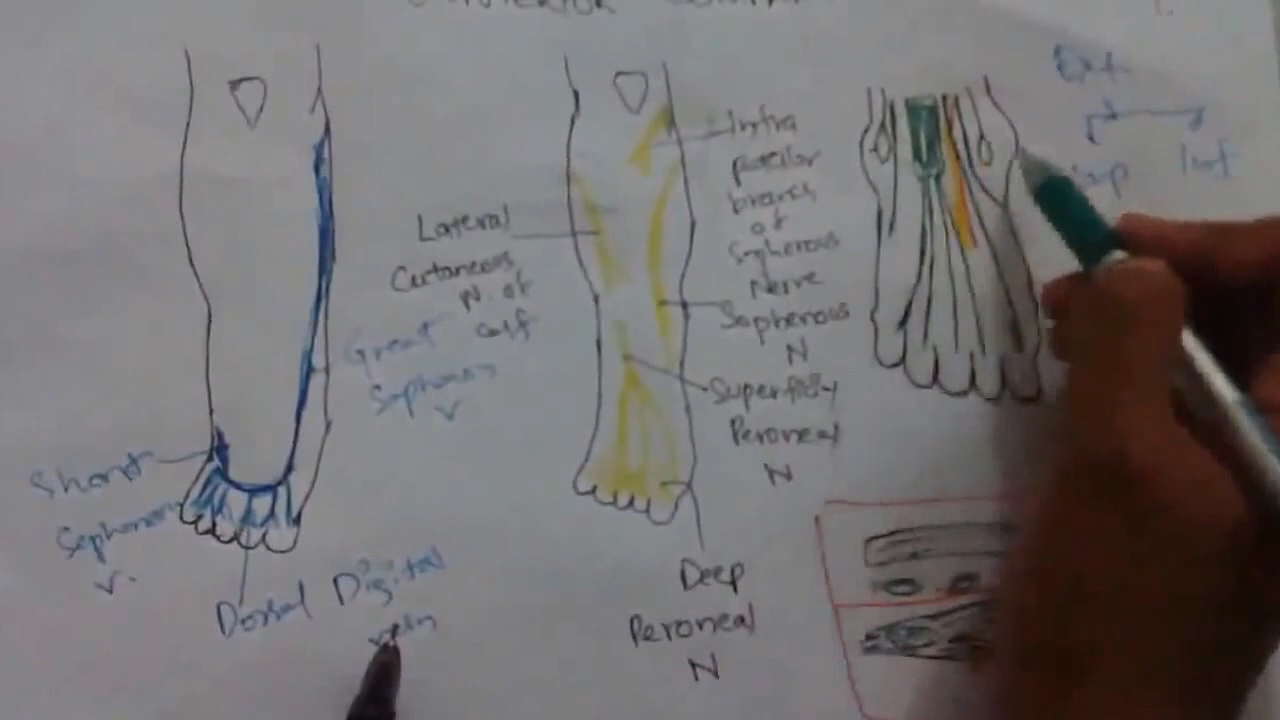 Short
Sephenous
v.
Great
Saphenous
v
Dorsal Digital
vein
Lateral
Cutaneous
N. of
calf
Infra
patellar
branch
of
Saphenous
Nerve
Saphenous
N
Superficial
Peroneal
N
Deep
Peroneal
N
Ext.
Sup Inf